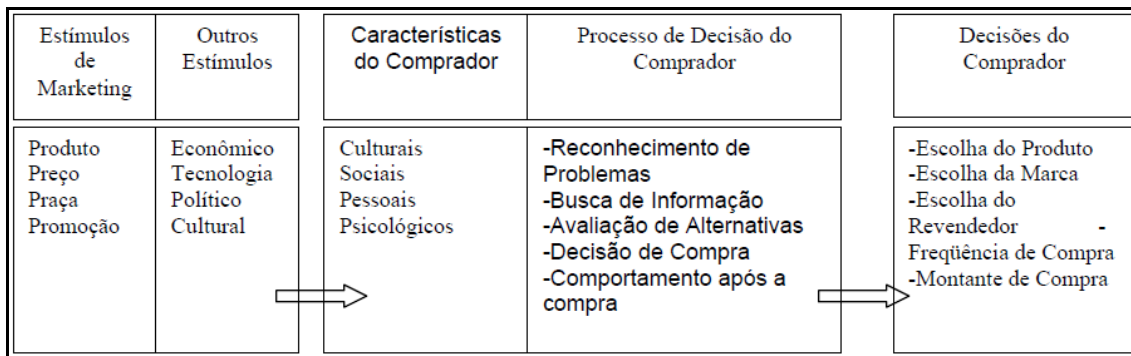 Estímulos
de
Marketing
Outros
Estímulos
Características
do Comprador
Processo de Decisão do
Comprador
Decisões do
Comprador
Produto
Preço
Praça
Promoção
Econômico
Tecnologia
Político
Cultural
Culturais
Sociais
Pessoais
Psicológicos
-Reconhecimento de
Problemas
-Busca de Informação
-Avaliação de Alternativas
-Decisão de Compra
-Comportamento após a
compra
-Escolha do Produto
-Escolha da Marca
-Escolha do
Revendedor -
Freqüência de Compra
-Montante de Compra